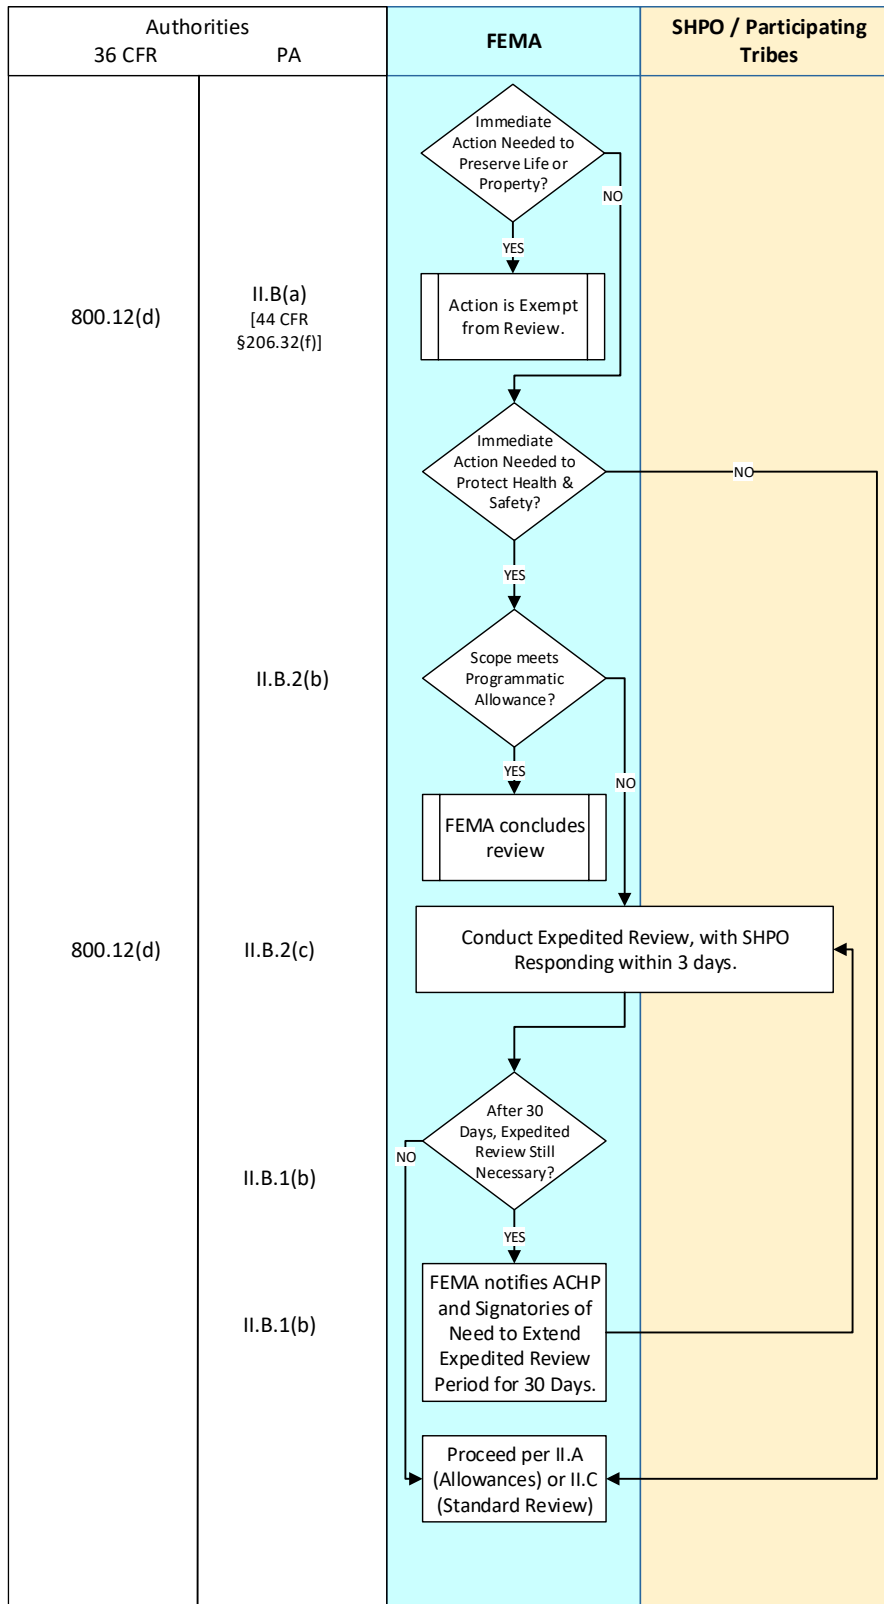 Authorities
36 CFR
PA
FEMA
SHPO / Participating
Tribes
Immediate
Action Needed to
Preserve Life or
Property?
NO
YES
800.12(d)
II.B(a)
[44 CFR
§206.32(f)]
Action is Exempt
from Review.
Immediate
Action Needed to
Protect Health &
Safety?
NO
YES
II.B.2(b)
Scope meets
Programmatic
Allowance?
YES
NO
FEMA concludes
review
800.12(d)
II.B.2(c)
Conduct Expedited Review, with SHPO
Responding within 3 days.
After 30
Days, Expedited
Review Still
Necessary?
NO
II.B.1(b)
YES
II.B.1(b)
FEMA notifies ACHP
and Signatories of
Need to Extend
Expedited Review
Period for 30 Days.
Proceed per II.A
(Allowances) or II.C
(Standard Review)